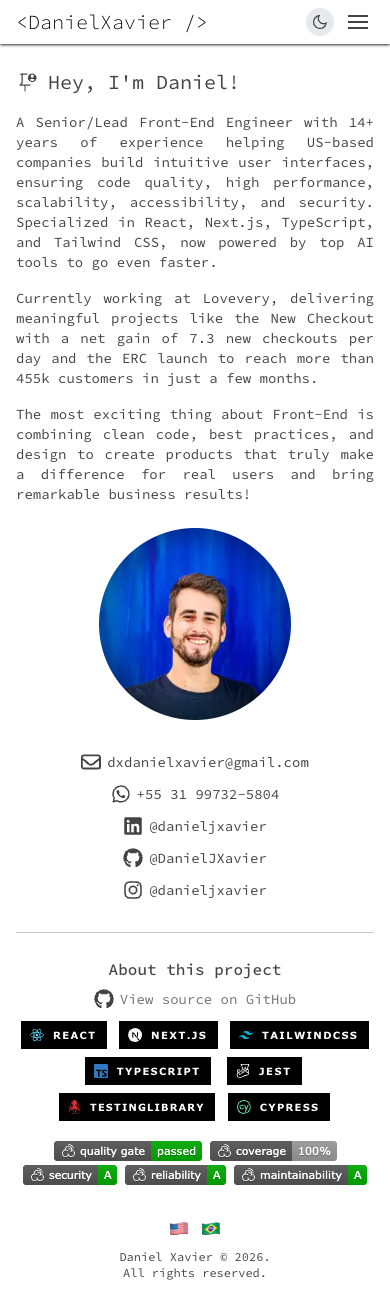 <DanielXavier />
Hey, I'm Daniel!
A Senior/Lead Front-End Engineer with 14+
years of experience helping US-based
companies build intuitive user interfaces,
ensuring code quality, high performance,
scalability, accessibility, and security.
Specialized in React, Next.js, TypeScript,
and Tailwind CSS, now powered by top AI
tools to go even faster.
Currently working at Lovevery, delivering
meaningful projects like the New Checkout
with a net gain of 7.3 new checkouts per
day and the ERC launch to reach more than
455k customers in just a few months.
The most exciting thing about Front-End is
combining clean code, best practices, and
design to create products that truly make
a difference for real users and bring
remarkable business results!
dxdanielxavier@gmail.com
+55 31 99732-5804
@danieljxavier
@DanielJXavier
@danieljxavier
About this project
View source on GitHub
REACT NEXT.JS TAILWINDCSS
TS TYPESCRIPT JEST
TESTINGLIBRARY cy CYPRESS
quality gate passed coverage 100%
security A reliability A maintainability A
Daniel Xavier © 2026.
All rights reserved.